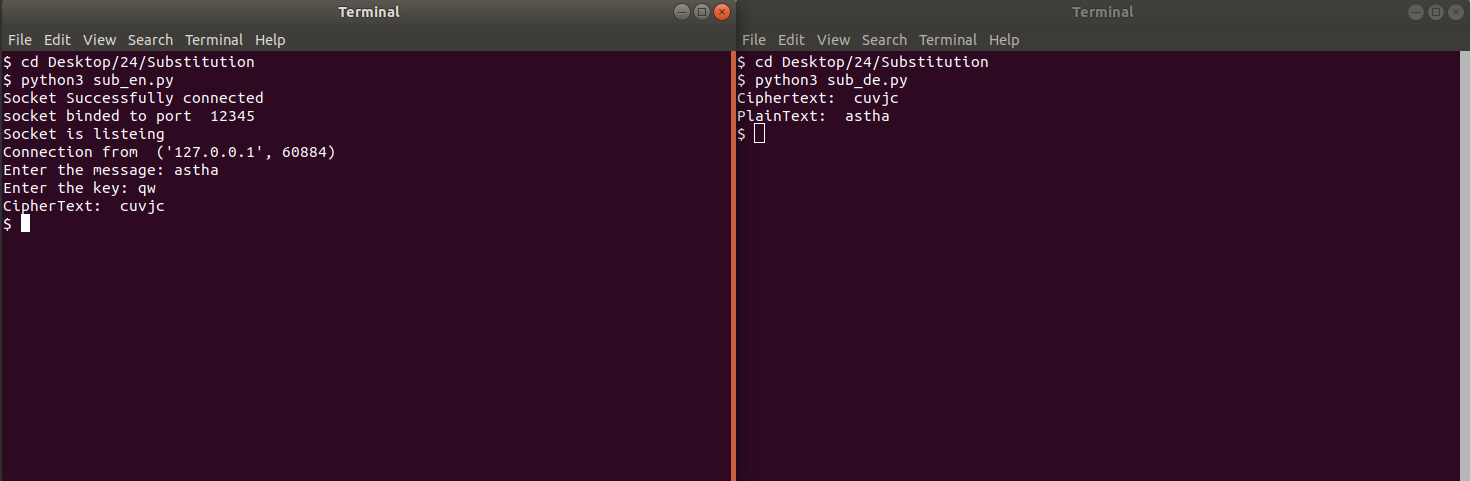 Terminal
File Edit View Search Terminal Help
$ cd Desktop/24/Substitution
$ python3 sub_en.py
Socket Successfully connected
socket binded to port  12345
Socket is listeing
Connection from  ('127.0.0.1', 60884)
Enter the message: astha
Enter the key: qw
CipherText:  cuvjc
$
Terminal
File Edit View Search Terminal Help
$ cd Desktop/24/Substitution
$ python3 sub_de.py
Ciphertext:  cuvjc
PlainText:  astha
$